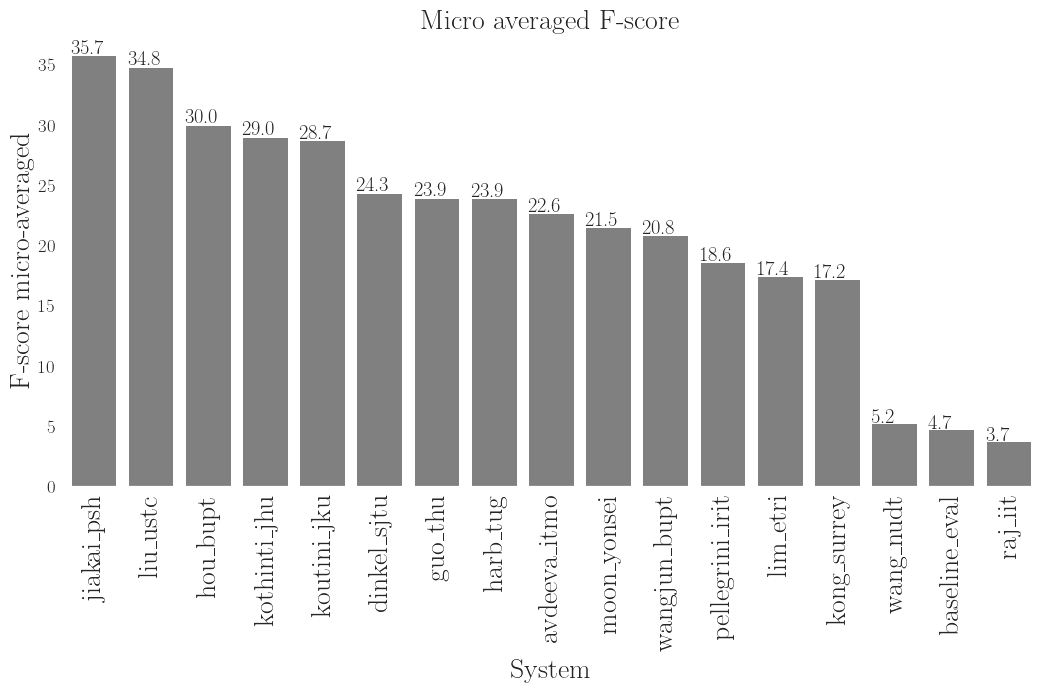 Micro averaged F-score
F-score micro-averaged
35
30
25
20
15
10
5
0
35.7
34.8
30.0
29.0
28.7
24.3
23.9
23.9
22.6
21.5
20.8
18.6
17.4
17.2
5.2
4.7
3.7
jiakai_psh
liu_ustc
hou_bupt
kothinti_jhu
koutini_jku
dinkel_sjtu
guo_thu
harb_tug
avdeeva_itmo
moon_yonsei
wangjun_bupt
pellegrini_irit
lim_etri
kong_surrey
wang_nudt
baseline_eval
raj_iit
System